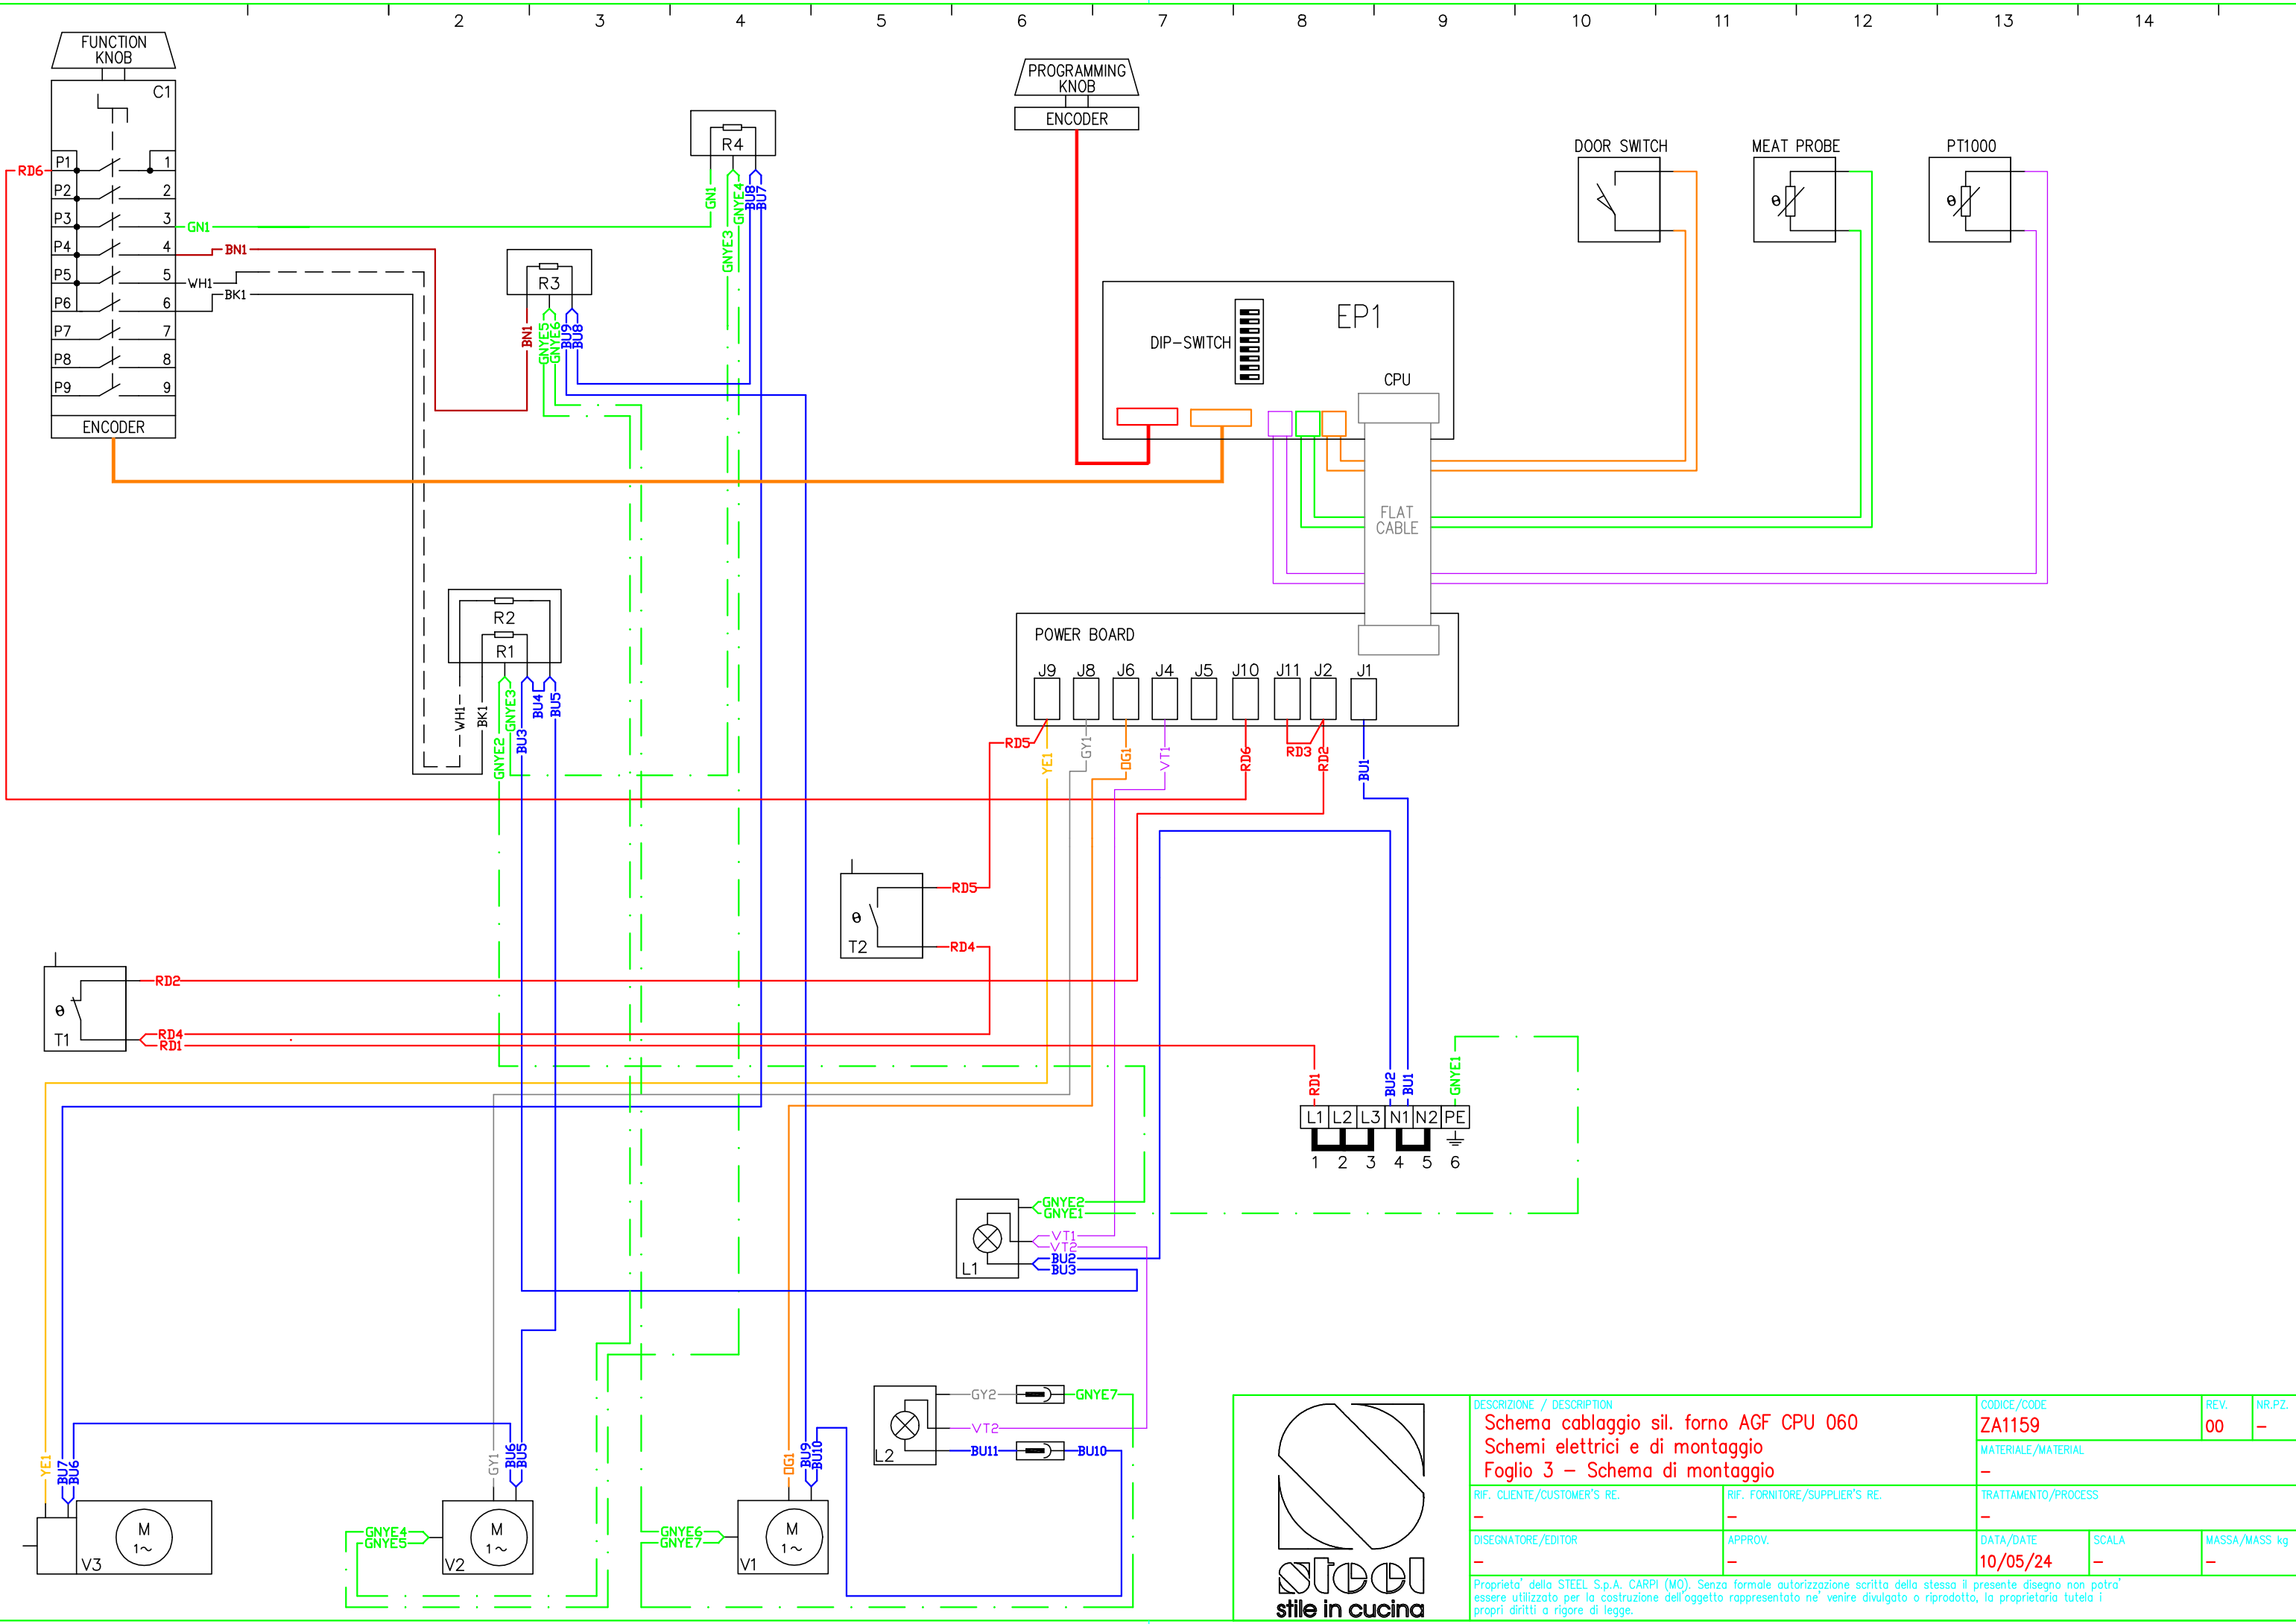 2 3 4 5 6 7 8 9 10 11 12 13 14
FUNCTION
KNOB
C1
P1 1
P2 2
P3 3
P4 4
P5 5
P6 6
P7 7
P8 8
P9 9
ENCODER
RD6
GN1
BN1
WH1
BK1
R4
GN1
GNYE3
GNYE4
BU8
BU7
R3
BN1
GNYE5
GNYE6
BU9
BU8
PROGRAMMING
KNOB
ENCODER
DOOR SWITCH
MEAT PROBE
θ
PT1000
θ
EP1
DIP-SWITCH
CPU
FLAT
CABLE
R2
R1
WH1
BK1
GNYE2
GNYE3
BU3
BU4
BU5
POWER BOARD
J9 J8 J6 J4 J5 J10 J11 J2 J1
RD5
YE1
GY1
OG1
VT1
RD6
RD3
RD2
BU1
θ
T2
RD5
RD4
θ
T1
RD2
RD4
RD1
RD1
BU2
BU1
GNYE1
L1 L2 L3 N1 N2 PE
1 2 3 4 5 6
L1
GNYE2
GNYE1
VT1
VT2
BU2
BU3
L2
GY2
GNYE7
VT2
BU11
BU10
YE1
BU7
BU6
M
1~
V3
GY1
BU6
BU5
GNYE4
GNYE5
M
1~
V2
OG1
BU9
BU10
GNYE6
GNYE7
M
1~
V1
steel
stile in cucina
DESCRIZIONE / DESCRIPTION
Schema cablaggio sil. forno AGF CPU 060
Schemi elettrici e di montaggio
Foglio 3 – Schema di montaggio
CODICE/CODE
ZA1159
REV.
00
NR.PZ.
–
MATERIALE/MATERIAL
–
RIF. CLIENTE/CUSTOMER'S RE.
–
RIF. FORNITORE/SUPPLIER'S RE.
–
TRATTAMENTO/PROCESS
–
DISEGNATORE/EDITOR
–
APPROV.
–
DATA/DATE
10/05/24
SCALA
–
MASSA/MASS kg
–
Proprieta' della STEEL S.p.A. CARPI (MO). Senza formale autorizzazione scritta della stessa il presente disegno non potra'
essere utilizzato per la costruzione dell'oggetto rappresentato ne' venire divulgato o riprodotto, la proprietaria tutela i
propri diritti a rigore di legge.